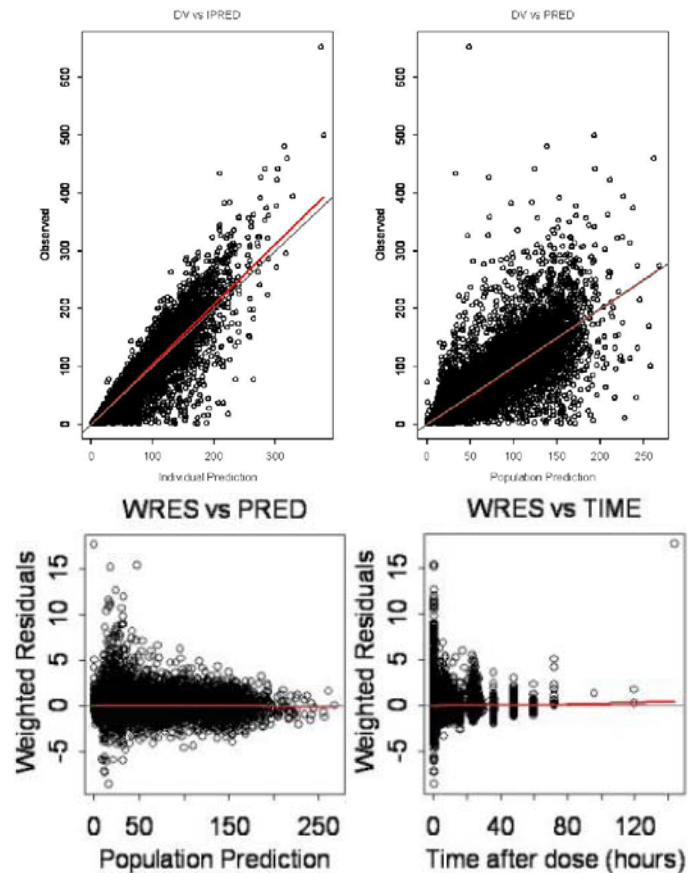 DV vs IPRED
DV vs PRED
Observed
0 100 200 300 400 500 600
0 100 200 300
Individual Prediction
Observed
0 100 200 300 400 500 600
0 50 100 150 200 250
Population Prediction
WRES vs PRED
WRES vs TIME
Weighted Residuals
-5 0 5 10 15
0 50 150 250
Population Prediction
Weighted Residuals
-5 0 5 10 15
0 40 80 120
Time after dose (hours)